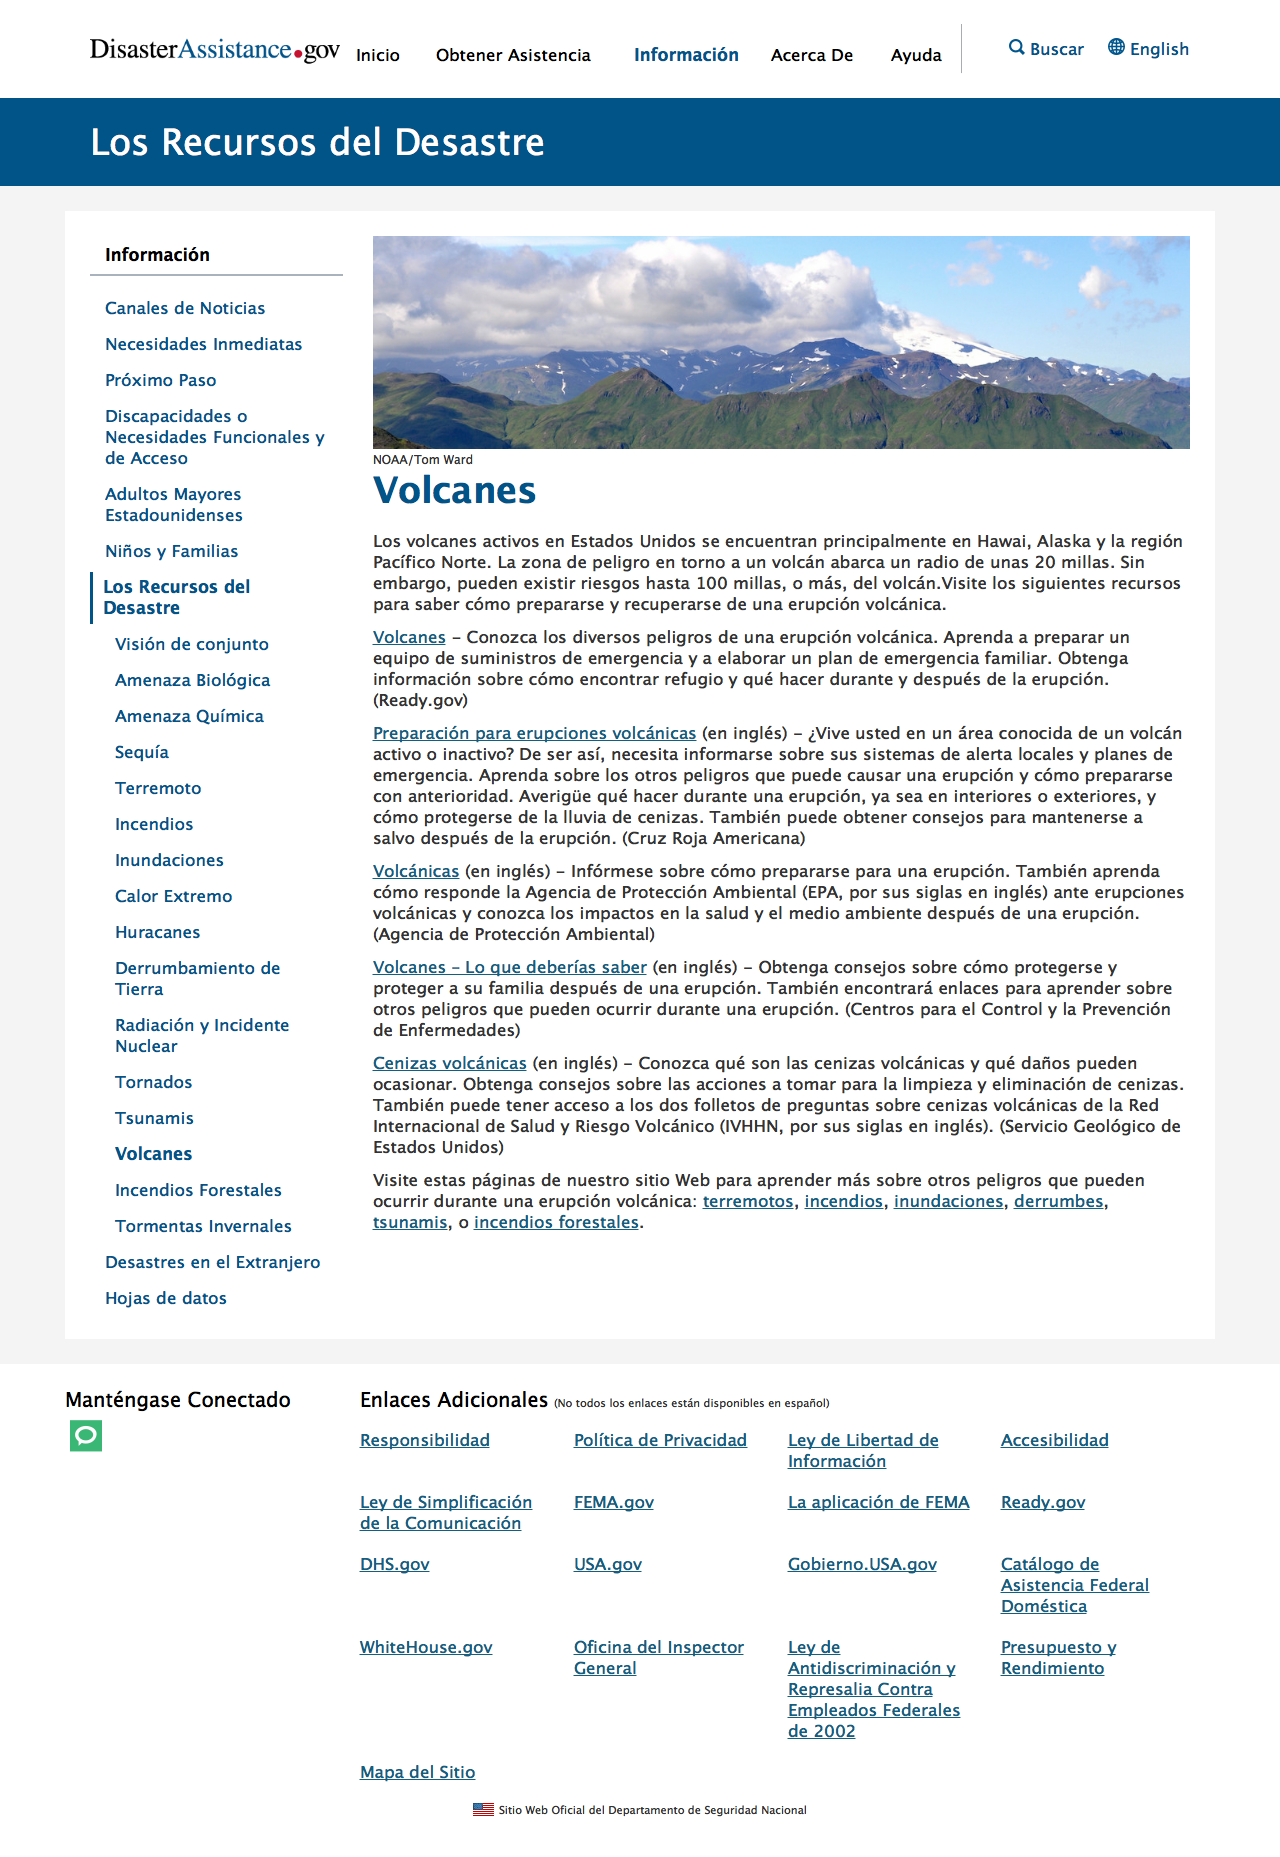 DisasterAssistance.gov
Inicio
Obtener Asistencia
Información
Acerca De
Ayuda
Buscar
English
Los Recursos del Desastre
Información
Canales de Noticias
Necesidades Inmediatas
Próximo Paso
Discapacidades o
Necesidades Funcionales y
de Acceso
Adultos Mayores
Estadounidenses
Niños y Familias
Los Recursos del
Desastre
Visión de conjunto
Amenaza Biológica
Amenaza Química
Sequía
Terremoto
Incendios
Inundaciones
Calor Extremo
Huracanes
Derrumbamiento de
Tierra
Radiación y Incidente
Nuclear
Tornados
Tsunamis
Volcanes
Incendios Forestales
Tormentas Invernales
Desastres en el Extranjero
Hojas de datos
NOAA/Tom Ward
Volcanes
Los volcanes activos en Estados Unidos se encuentran principalmente en Hawai, Alaska y la región
Pacífico Norte. La zona de peligro en torno a un volcán abarca un radio de unas 20 millas. Sin
embargo, pueden existir riesgos hasta 100 millas, o más, del volcán.Visite los siguientes recursos
para saber cómo prepararse y recuperarse de una erupción volcánica.
Volcanes – Conozca los diversos peligros de una erupción volcánica. Aprenda a preparar un
equipo de suministros de emergencia y a elaborar un plan de emergencia familiar. Obtenga
información sobre cómo encontrar refugio y qué hacer durante y después de la erupción.
(Ready.gov)
Preparación para erupciones volcánicas (en inglés) – ¿Vive usted en un área conocida de un volcán
activo o inactivo? De ser así, necesita informarse sobre sus sistemas de alerta locales y planes de
emergencia. Aprenda sobre los otros peligros que puede causar una erupción y cómo prepararse
con anterioridad. Averigüe qué hacer durante una erupción, ya sea en interiores o exteriores, y
cómo protegerse de la lluvia de cenizas. También puede obtener consejos para mantenerse a
salvo después de la erupción. (Cruz Roja Americana)
Volcánicas (en inglés) – Infórmese sobre cómo prepararse para una erupción. También aprenda
cómo responde la Agencia de Protección Ambiental (EPA, por sus siglas en inglés) ante erupciones
volcánicas y conozca los impactos en la salud y el medio ambiente después de una erupción.
(Agencia de Protección Ambiental)
Volcanes – Lo que deberías saber (en inglés) – Obtenga consejos sobre cómo protegerse y
proteger a su familia después de una erupción. También encontrará enlaces para aprender sobre
otros peligros que pueden ocurrir durante una erupción. (Centros para el Control y la Prevención
de Enfermedades)
Cenizas volcánicas (en inglés) – Conozca qué son las cenizas volcánicas y qué daños pueden
ocasionar. Obtenga consejos sobre las acciones a tomar para la limpieza y eliminación de cenizas.
También puede tener acceso a los dos folletos de preguntas sobre cenizas volcánicas de la Red
Internacional de Salud y Riesgo Volcánico (IVHHN, por sus siglas en inglés). (Servicio Geológico de
Estados Unidos)
Visite estas páginas de nuestro sitio Web para aprender más sobre otros peligros que pueden
ocurrir durante una erupción volcánica: terremotos, incendios, inundaciones, derrumbes,
tsunamis, o incendios forestales.
Manténgase Conectado
Enlaces Adicionales (No todos los enlaces están disponibles en español)
Responsibilidad
Política de Privacidad
Ley de Libertad de
Información
Accesibilidad
Ley de Simplificación
de la Comunicación
FEMA.gov
La aplicación de FEMA
Ready.gov
DHS.gov
USA.gov
Gobierno.USA.gov
Catálogo de
Asistencia Federal
Doméstica
WhiteHouse.gov
Oficina del Inspector
General
Ley de
Antidiscriminación y
Represalia Contra
Empleados Federales
de 2002
Presupuesto y
Rendimiento
Mapa del Sitio
Sitio Web Oficial del Departamento de Seguridad Nacional